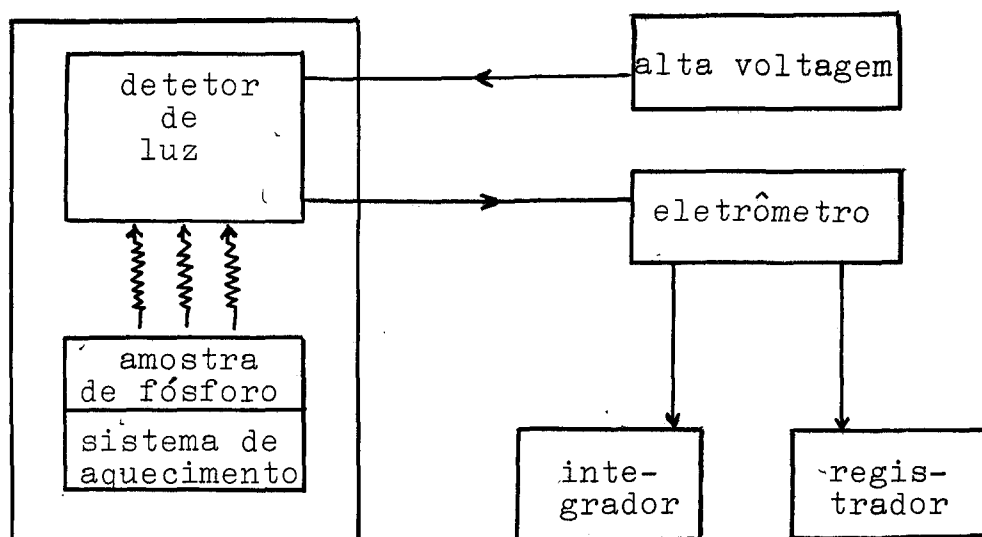 detetor
de
luz
alta voltagem
eletrômetro
amostra
de fósforo
sistema de
aquecimento
inte-
grador
regis-
trador